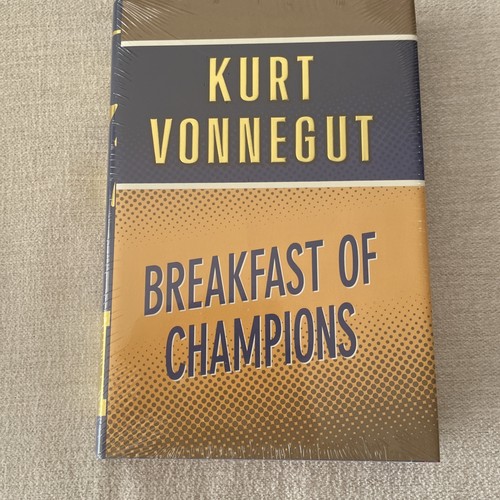 KURT
VONNEGUT
BREAKFAST OF
CHAMPIONS